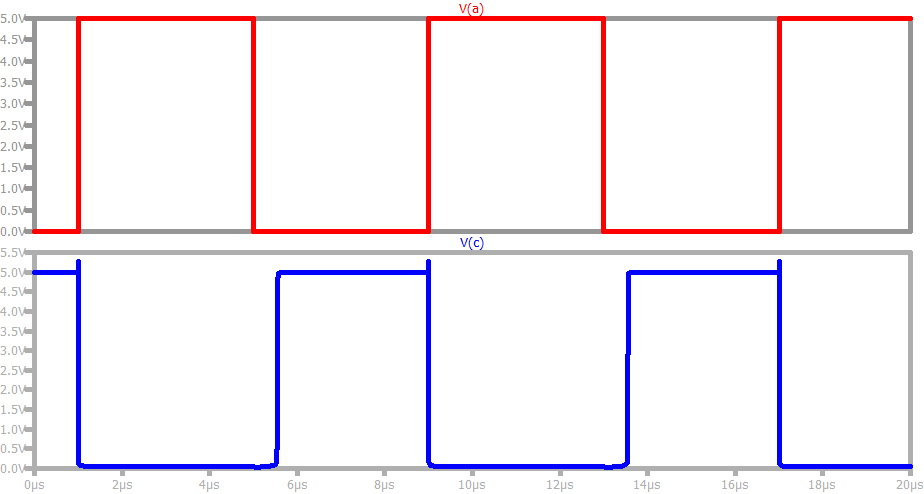 V(a)
5.0V
4.5V
4.0V
3.5V
3.0V
2.5V
2.0V
1.5V
1.0V
0.5V
0.0V
V(c)
5.5V
5.0V
4.5V
4.0V
3.5V
3.0V
2.5V
2.0V
1.5V
1.0V
0.5V
0.0V
0µs 2µs 4µs 6µs 8µs 10µs 12µs 14µs 16µs 18µs 20µs